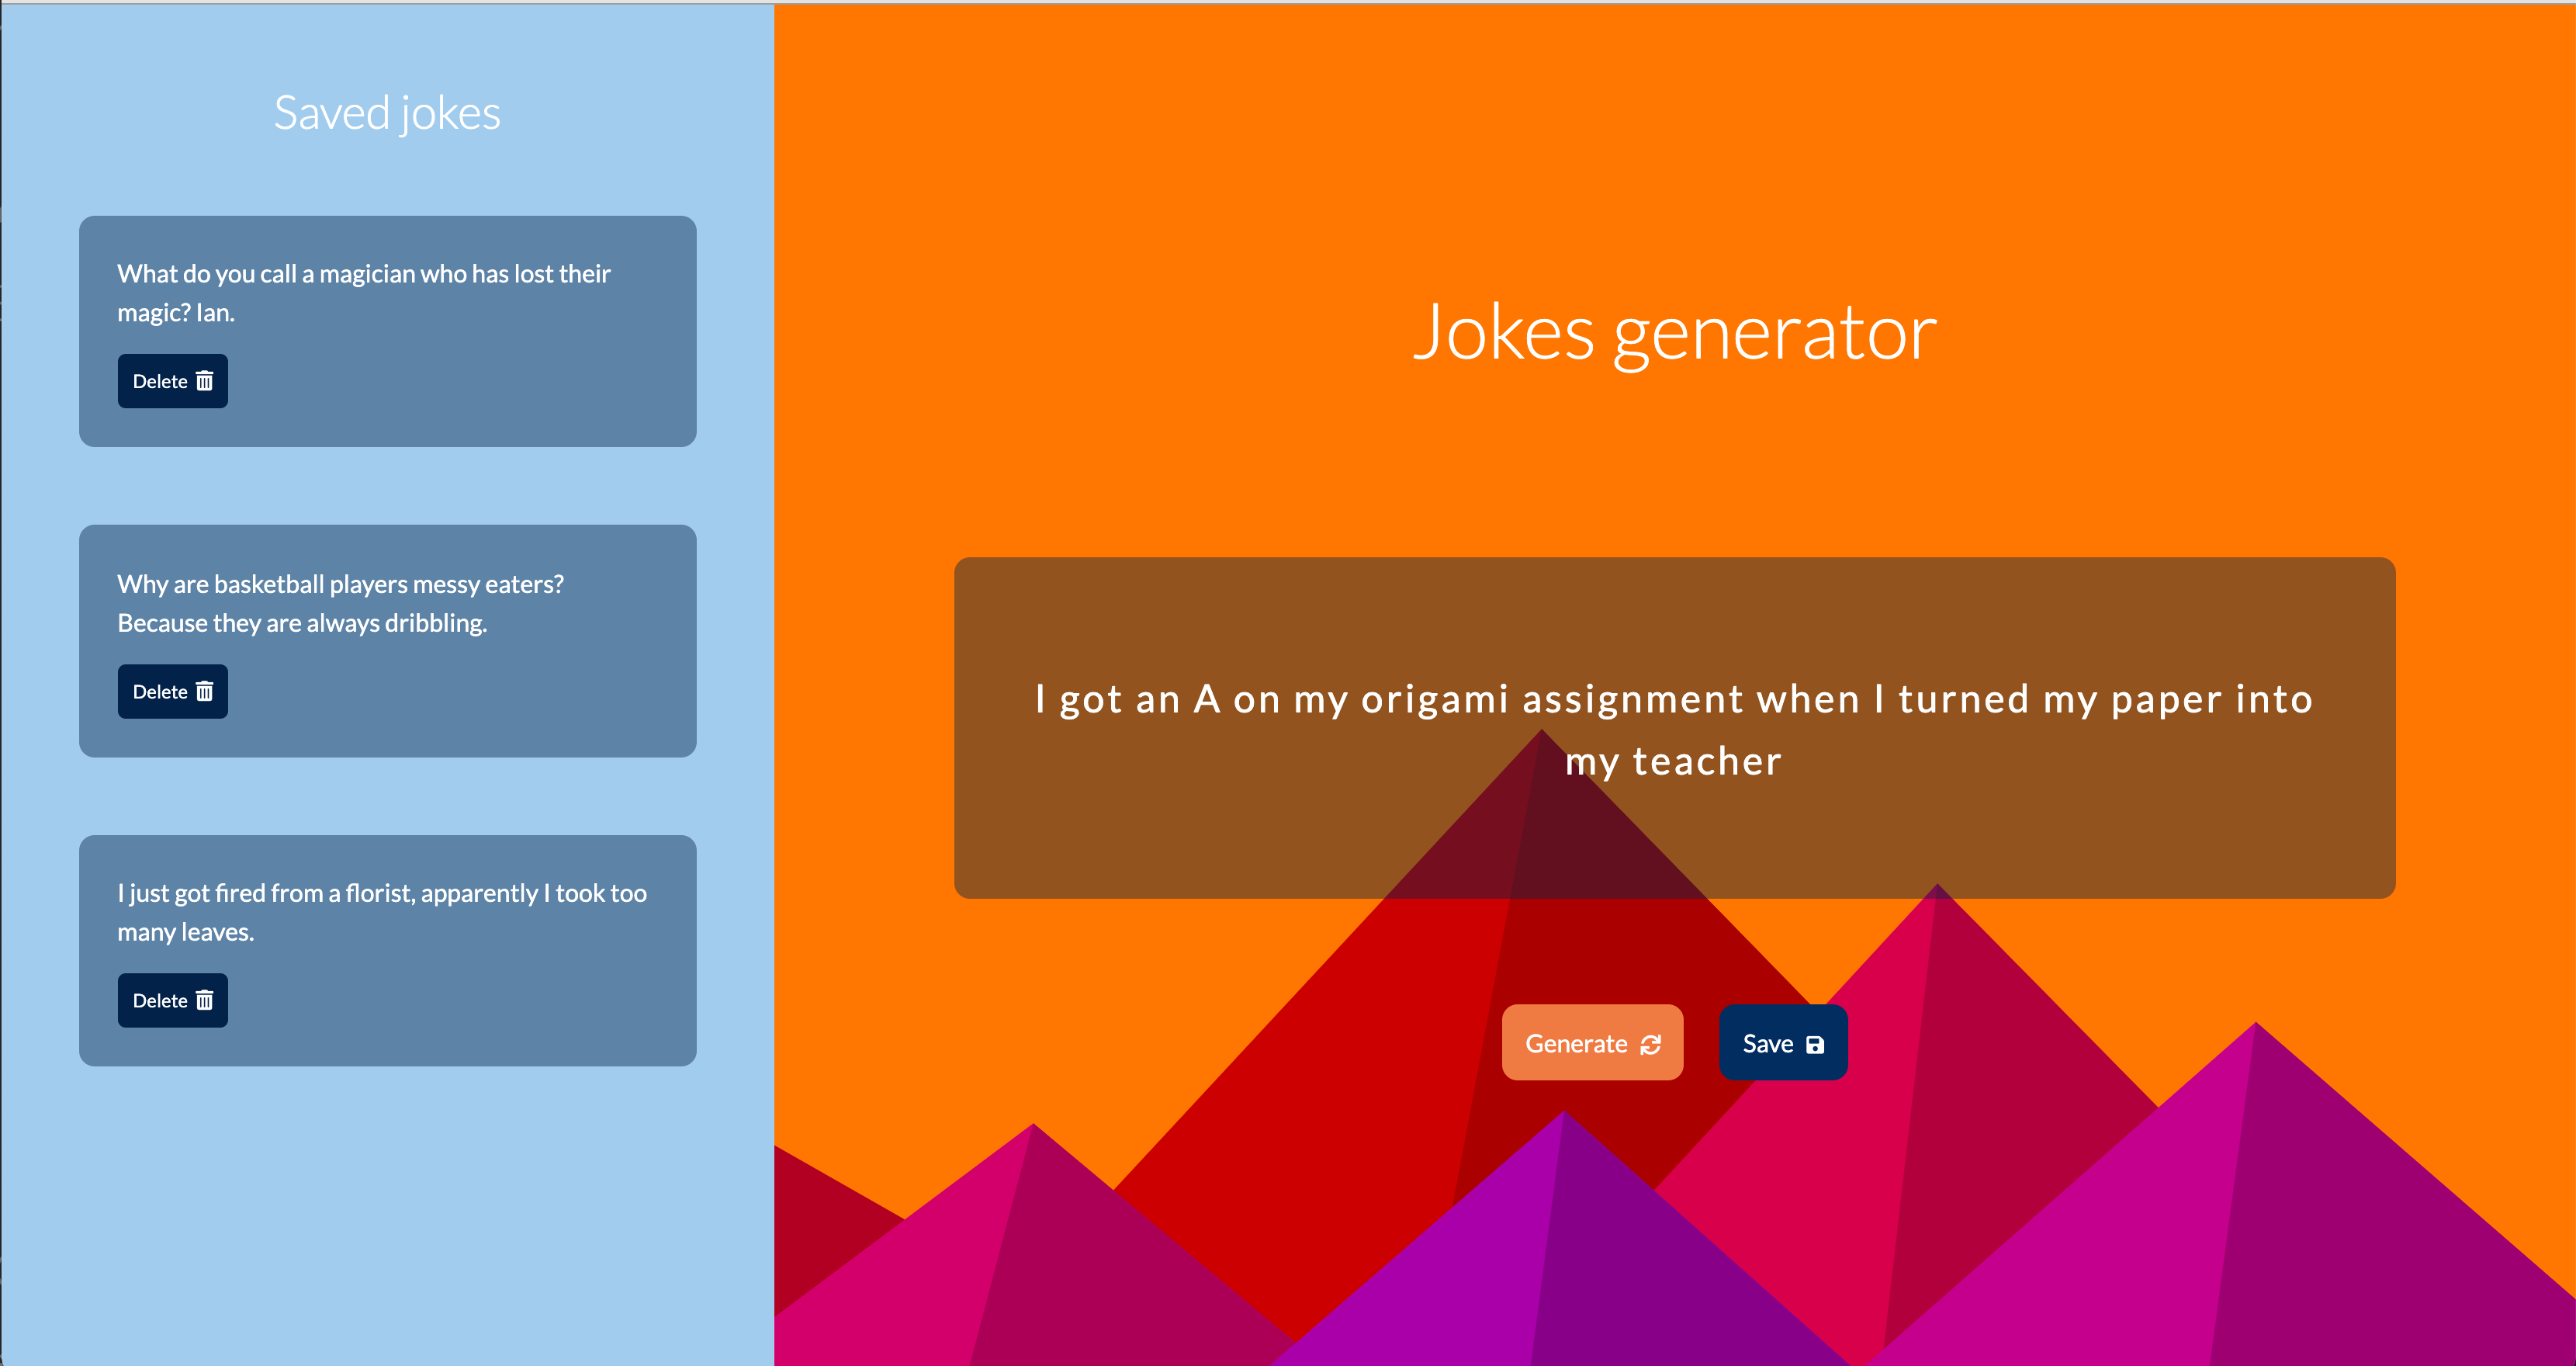 Saved jokes
What do you call a magician who has lost their
magic? Ian.
Delete
Why are basketball players messy eaters?
Because they are always dribbling.
Delete
I just got fired from a florist, apparently I took too
many leaves.
Delete
Jokes generator
I got an A on my origami assignment when I turned my paper into
my teacher
Generate
Save